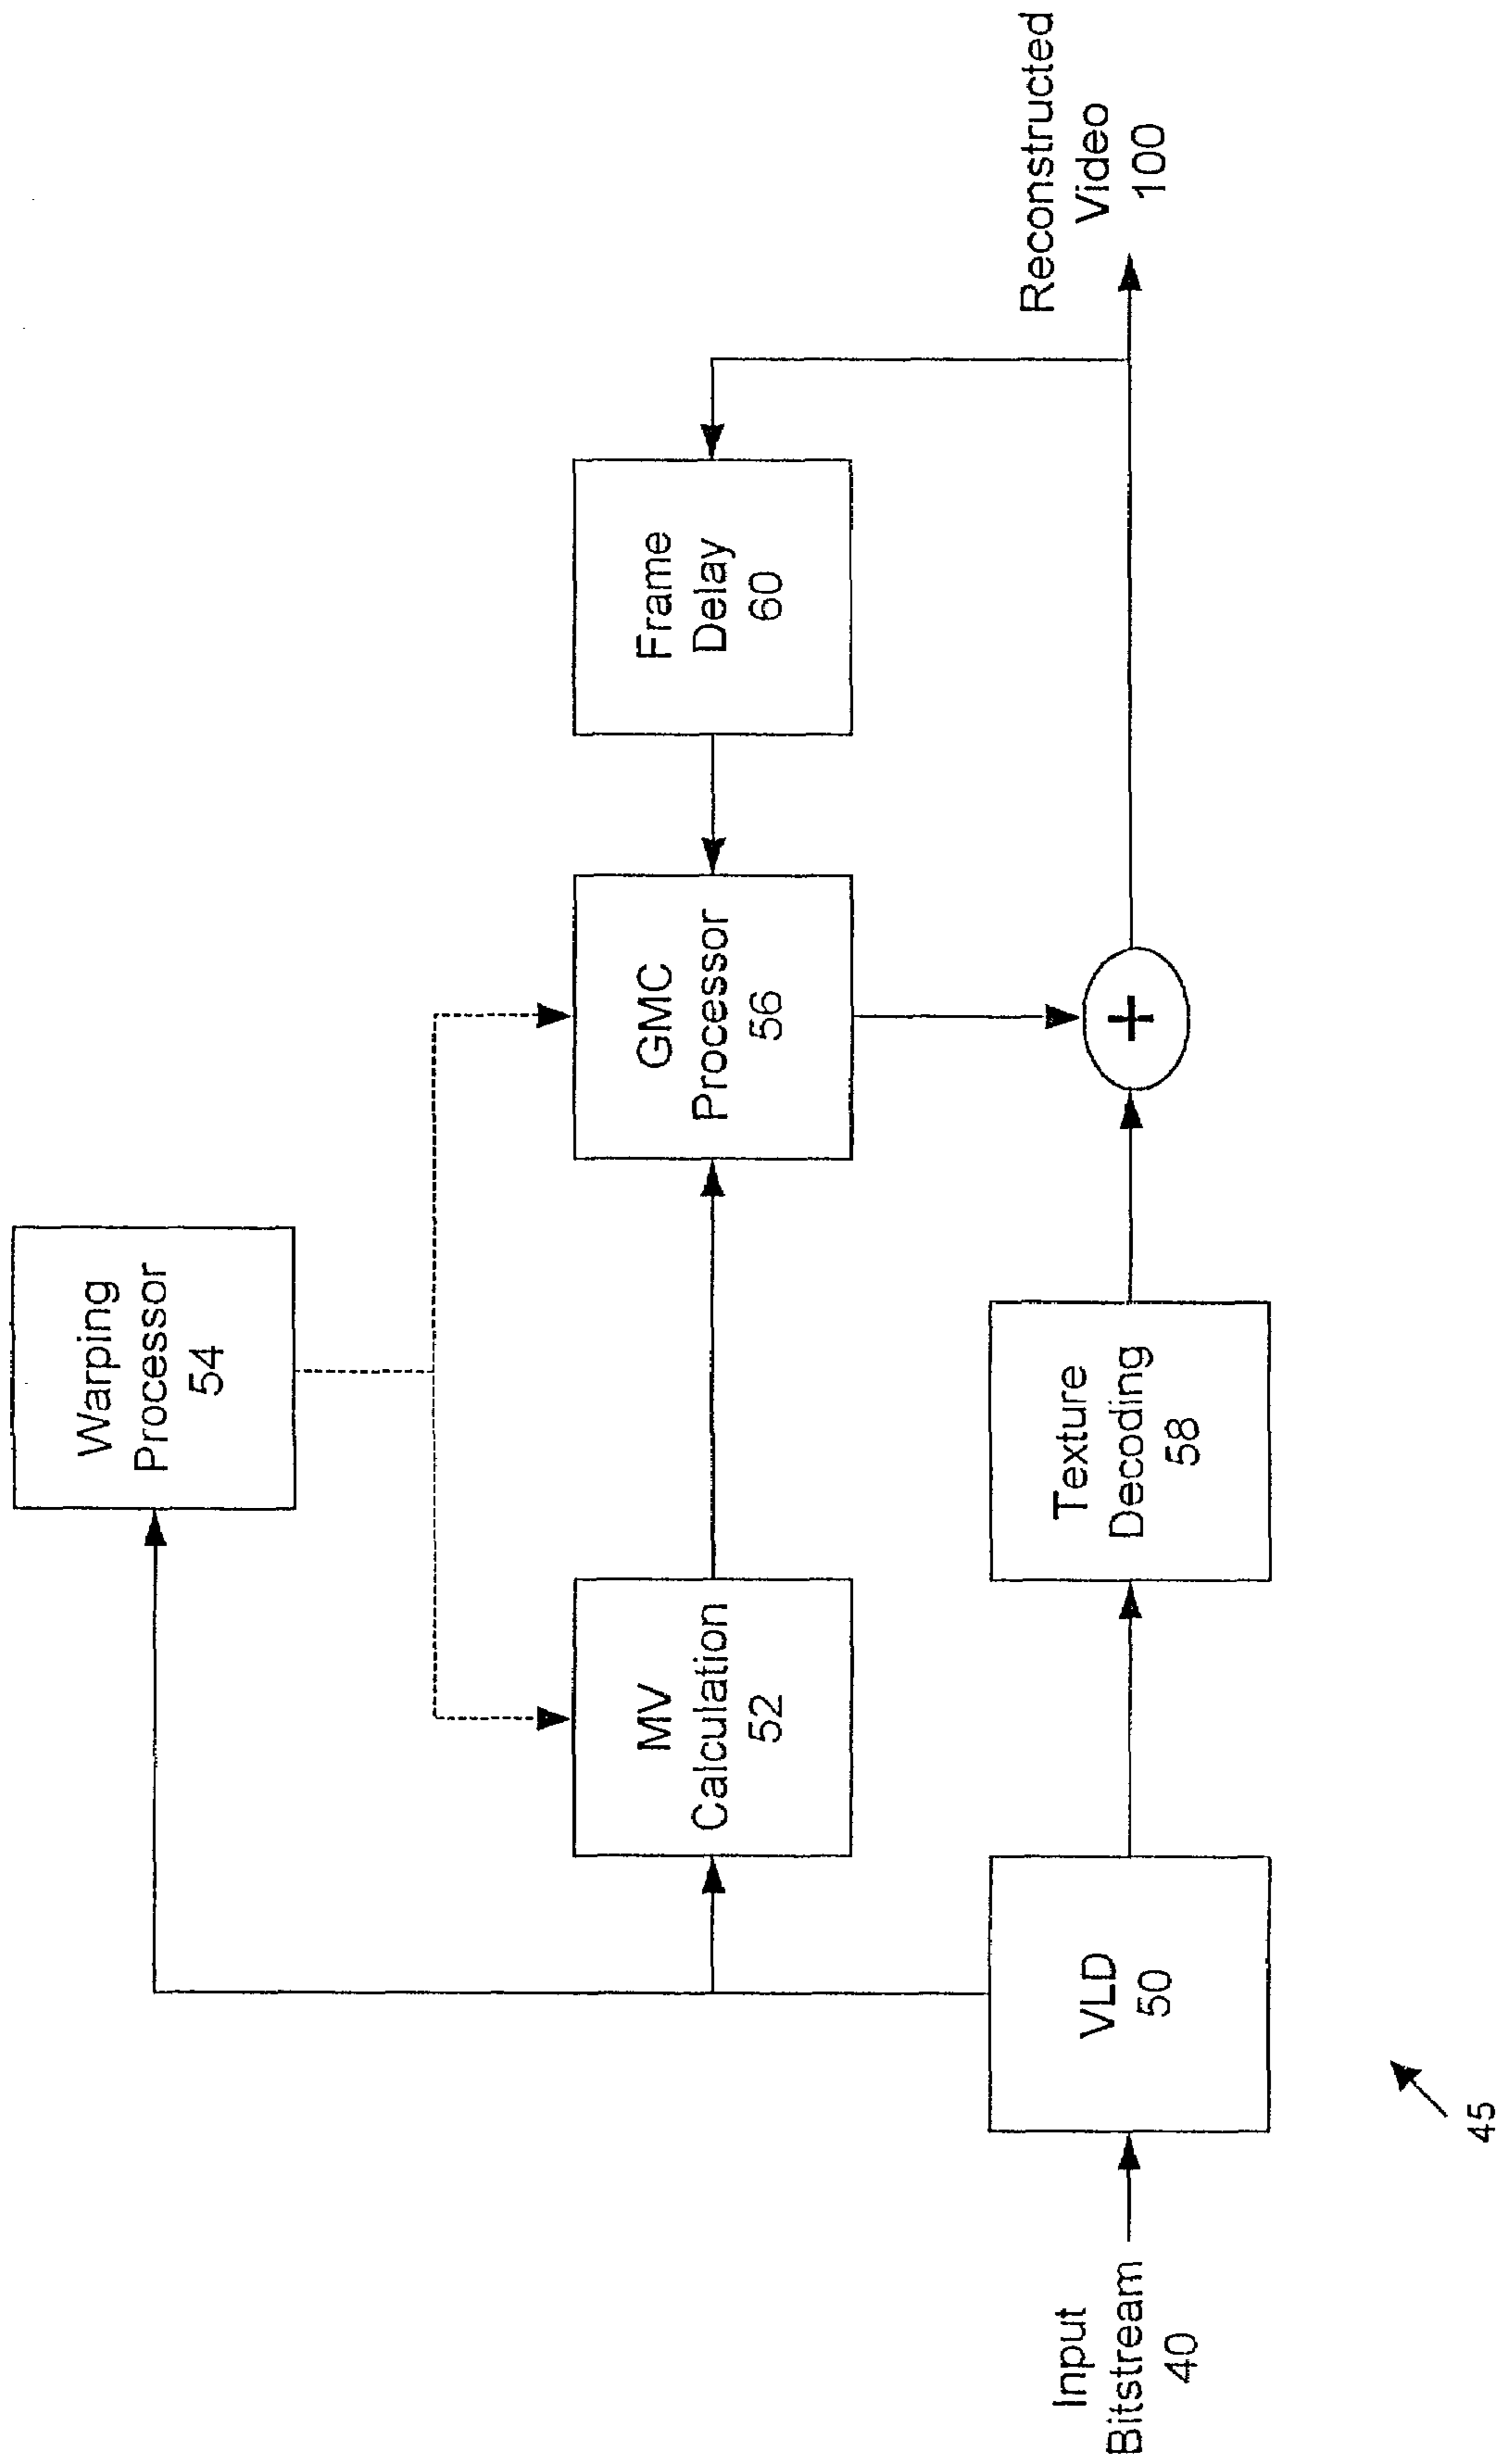 Warping
Processor
54
MV
Calculation
52
GMC
Processor
56
Frame
Delay
60
Input
Bitstream
40
VLD
50
Texture
Decoding
58
+
Reconstructed
Video
100
45